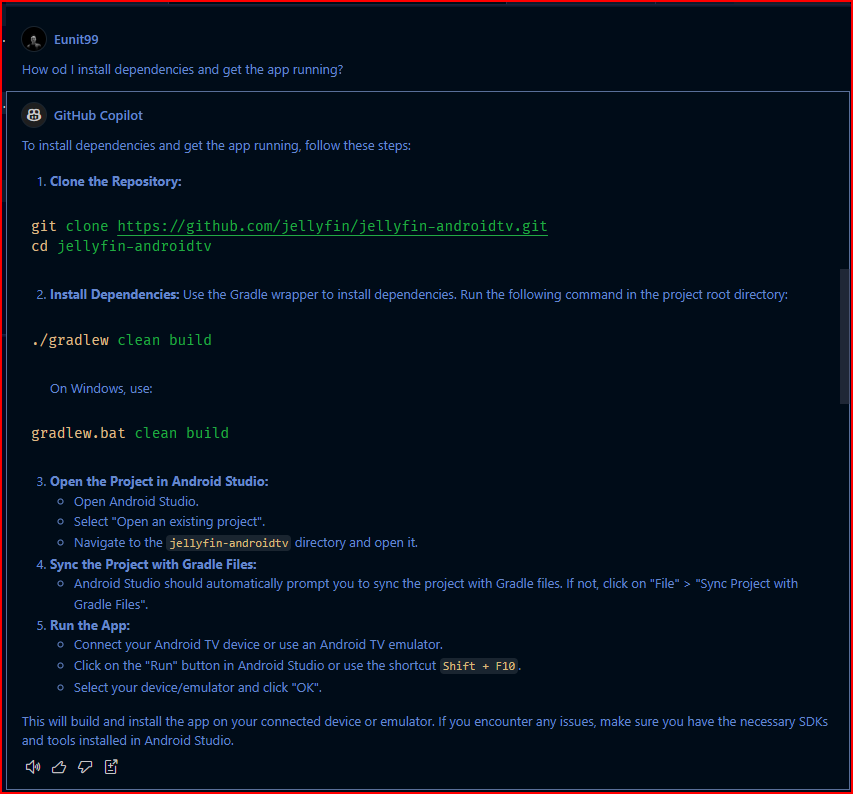 Eunit99
How od I install dependencies and get the app running?
GitHub Copilot
To install dependencies and get the app running, follow these steps:
1. Clone the Repository:
git clone https://github.com/jellyfin/jellyfin-androidtv.git
cd jellyfin-androidtv
2. Install Dependencies: Use the Gradle wrapper to install dependencies. Run the following command in the project root directory:
./gradlew clean build
On Windows, use:
gradlew.bat clean build
3. Open the Project in Android Studio:
○ Open Android Studio.
○ Select "Open an existing project".
○ Navigate to the jellyfin-androidtv directory and open it.
4. Sync the Project with Gradle Files:
○ Android Studio should automatically prompt you to sync the project with Gradle files. If not, click on "File" > "Sync Project with
Gradle Files".
5. Run the App:
○ Connect your Android TV device or use an Android TV emulator.
○ Click on the "Run" button in Android Studio or use the shortcut Shift + F10.
○ Select your device/emulator and click "OK".
This will build and install the app on your connected device or emulator. If you encounter any issues, make sure you have the necessary SDKs
and tools installed in Android Studio.